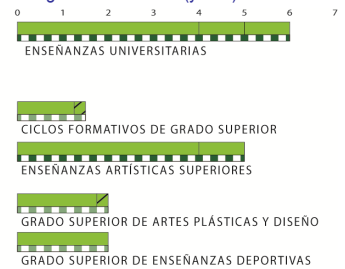 0 1 2 3 4 5 6 7
ENSEÑANZAS UNIVERSITARIAS
CICLOS FORMATIVOS DE GRADO SUPERIOR
ENSEÑANZAS ARTÍSTICAS SUPERIORES
GRADO SUPERIOR DE ARTES PLÁSTICAS Y DISEÑO
GRADO SUPERIOR DE ENSEÑANZAS DEPORTIVAS